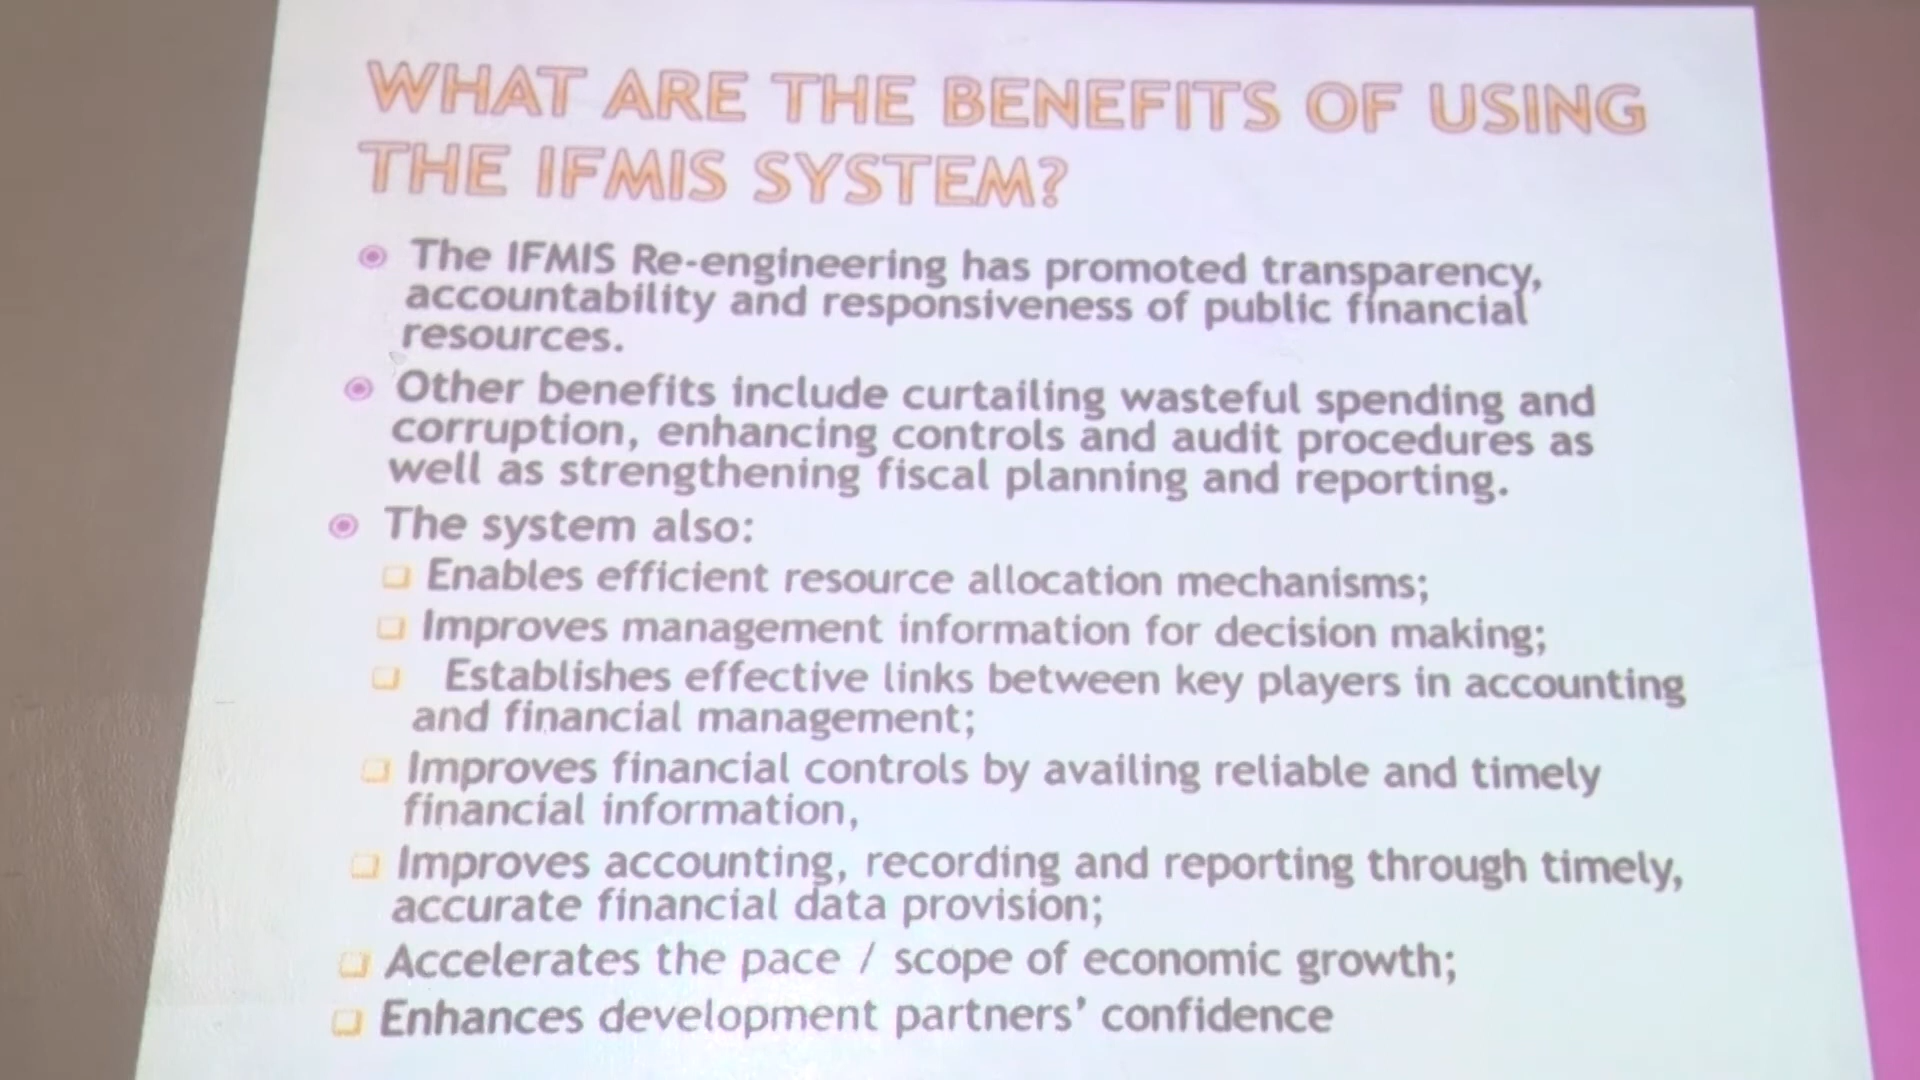 WHAT ARE THE BENEFITS OF USING
THE IFMIS SYSTEM?
The IFMIS Re-engineering has promoted transparency,
accountability and responsiveness of public financial
resources.
Other benefits include curtailing wasteful spending and
corruption, enhancing controls and audit procedures as
well as strengthening fiscal planning and reporting.
The system also:
Enables efficient resource allocation mechanisms;
Improves management information for decision making;
Establishes effective links between key players in accounting
and financial management;
Improves financial controls by availing reliable and timely
financial information,
Improves accounting, recording and reporting through timely,
accurate financial data provision;
Accelerates the pace / scope of economic growth;
Enhances development partners’ confidence